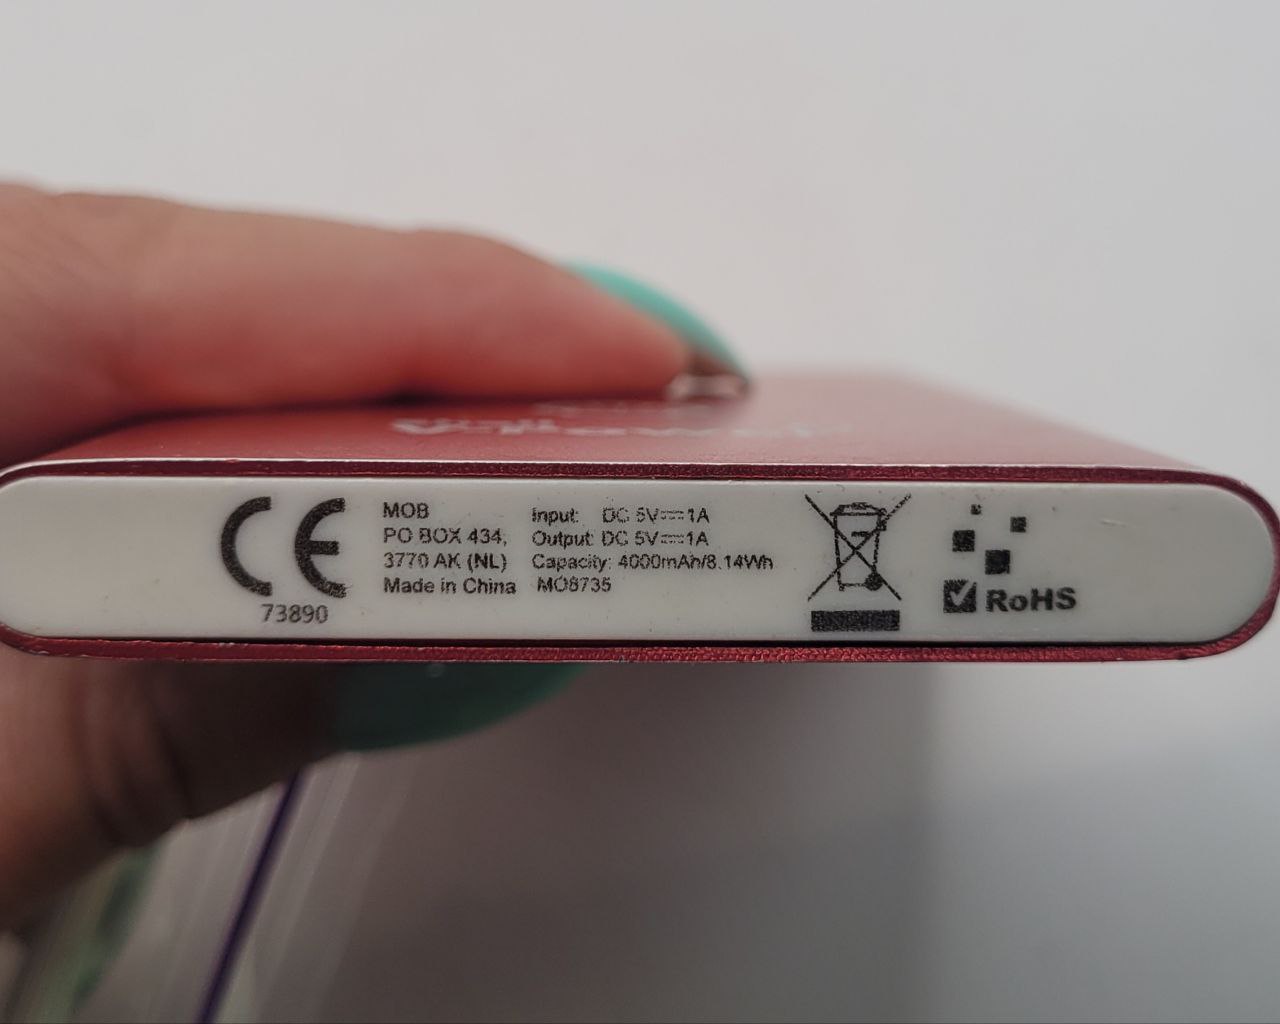 CE
73890
MOB
PO BOX 434,
3770 AK (NL)
Made in China
Input: DC 5V⎓1A
Output: DC 5V⎓1A
Capacity: 4000mAh/8.14Wh
MO8735
RoHS